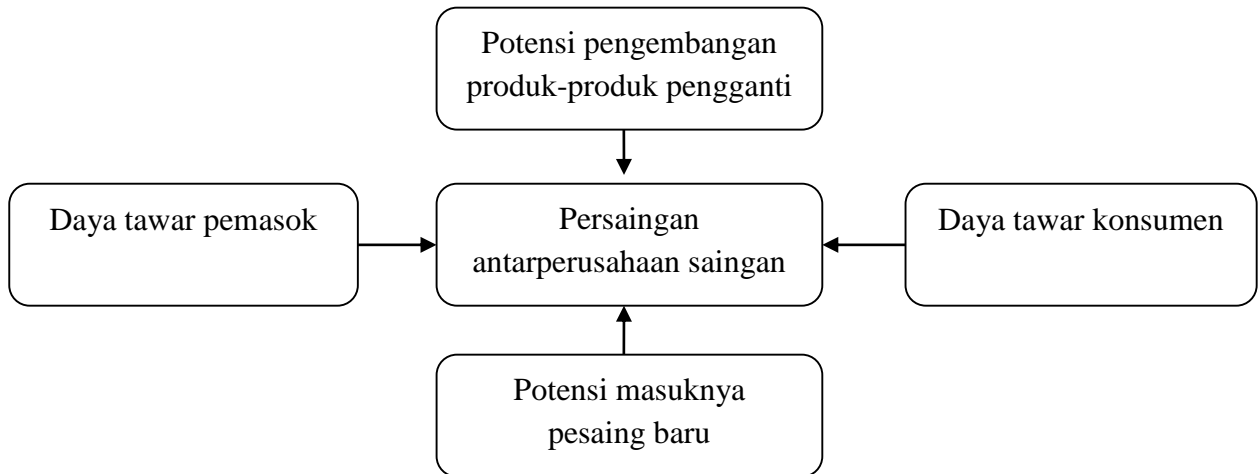 Potensi pengembangan
produk-produk pengganti
Daya tawar pemasok
Persaingan
antarperusahaan saingan
Daya tawar konsumen
Potensi masuknya
pesaing baru